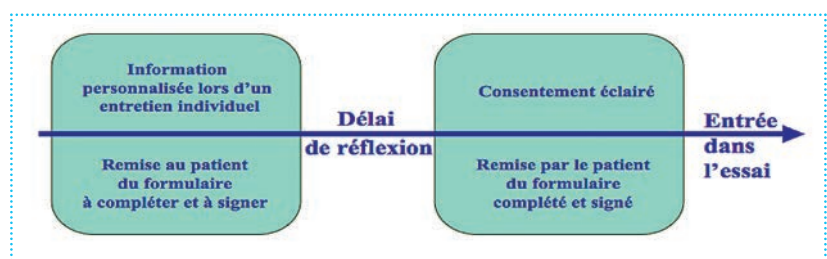 Information
personnalisée lors d'un
entretien individuel
Remise au patient
du formulaire
à compléter et à signer
Délai
de réflexion
Consentement éclairé
Remise par le patient
du formulaire
complété et signé
Entrée
dans
l'essai